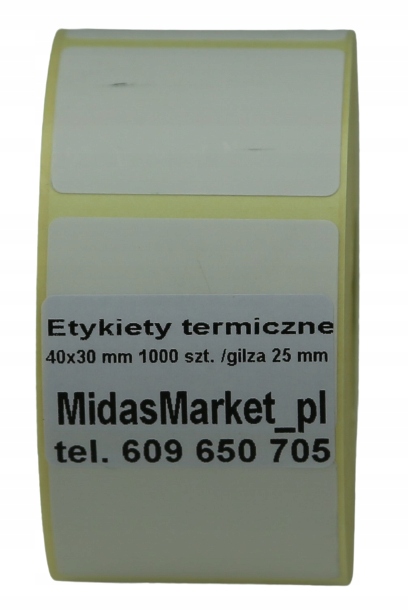 Etykiety termiczne
40x30 mm 1000 szt. /gilza 25 mm
MidasMarket_pl
tel. 609 650 705